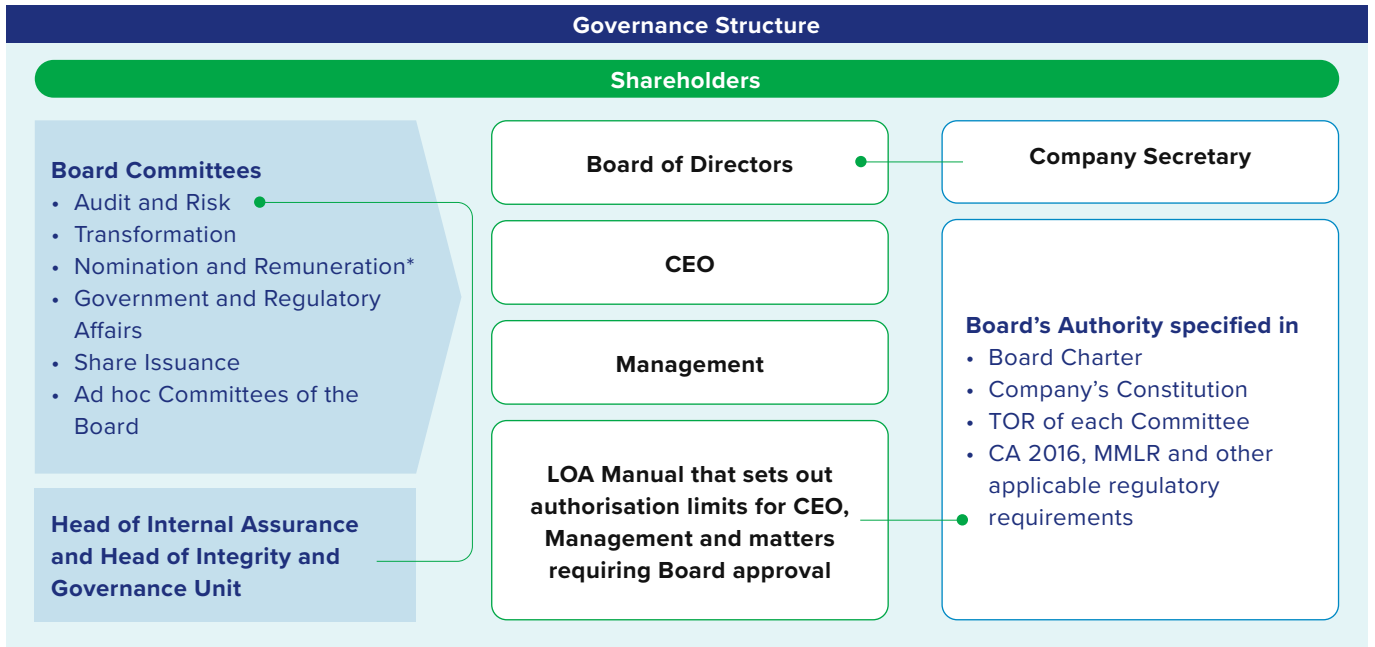 Governance Structure
Shareholders
Board Committees
• Audit and Risk
• Transformation
• Nomination and Remuneration*
• Government and Regulatory
Affairs
• Share Issuance
• Ad hoc Committees of the
Board
Head of Internal Assurance
and Head of Integrity and
Governance Unit
Board of Directors
CEO
Management
LOA Manual that sets out
authorisation limits for CEO,
Management and matters
requiring Board approval
Company Secretary
Board’s Authority specified in
• Board Charter
• Company’s Constitution
• TOR of each Committee
• CA 2016, MMLR and other
applicable regulatory
requirements